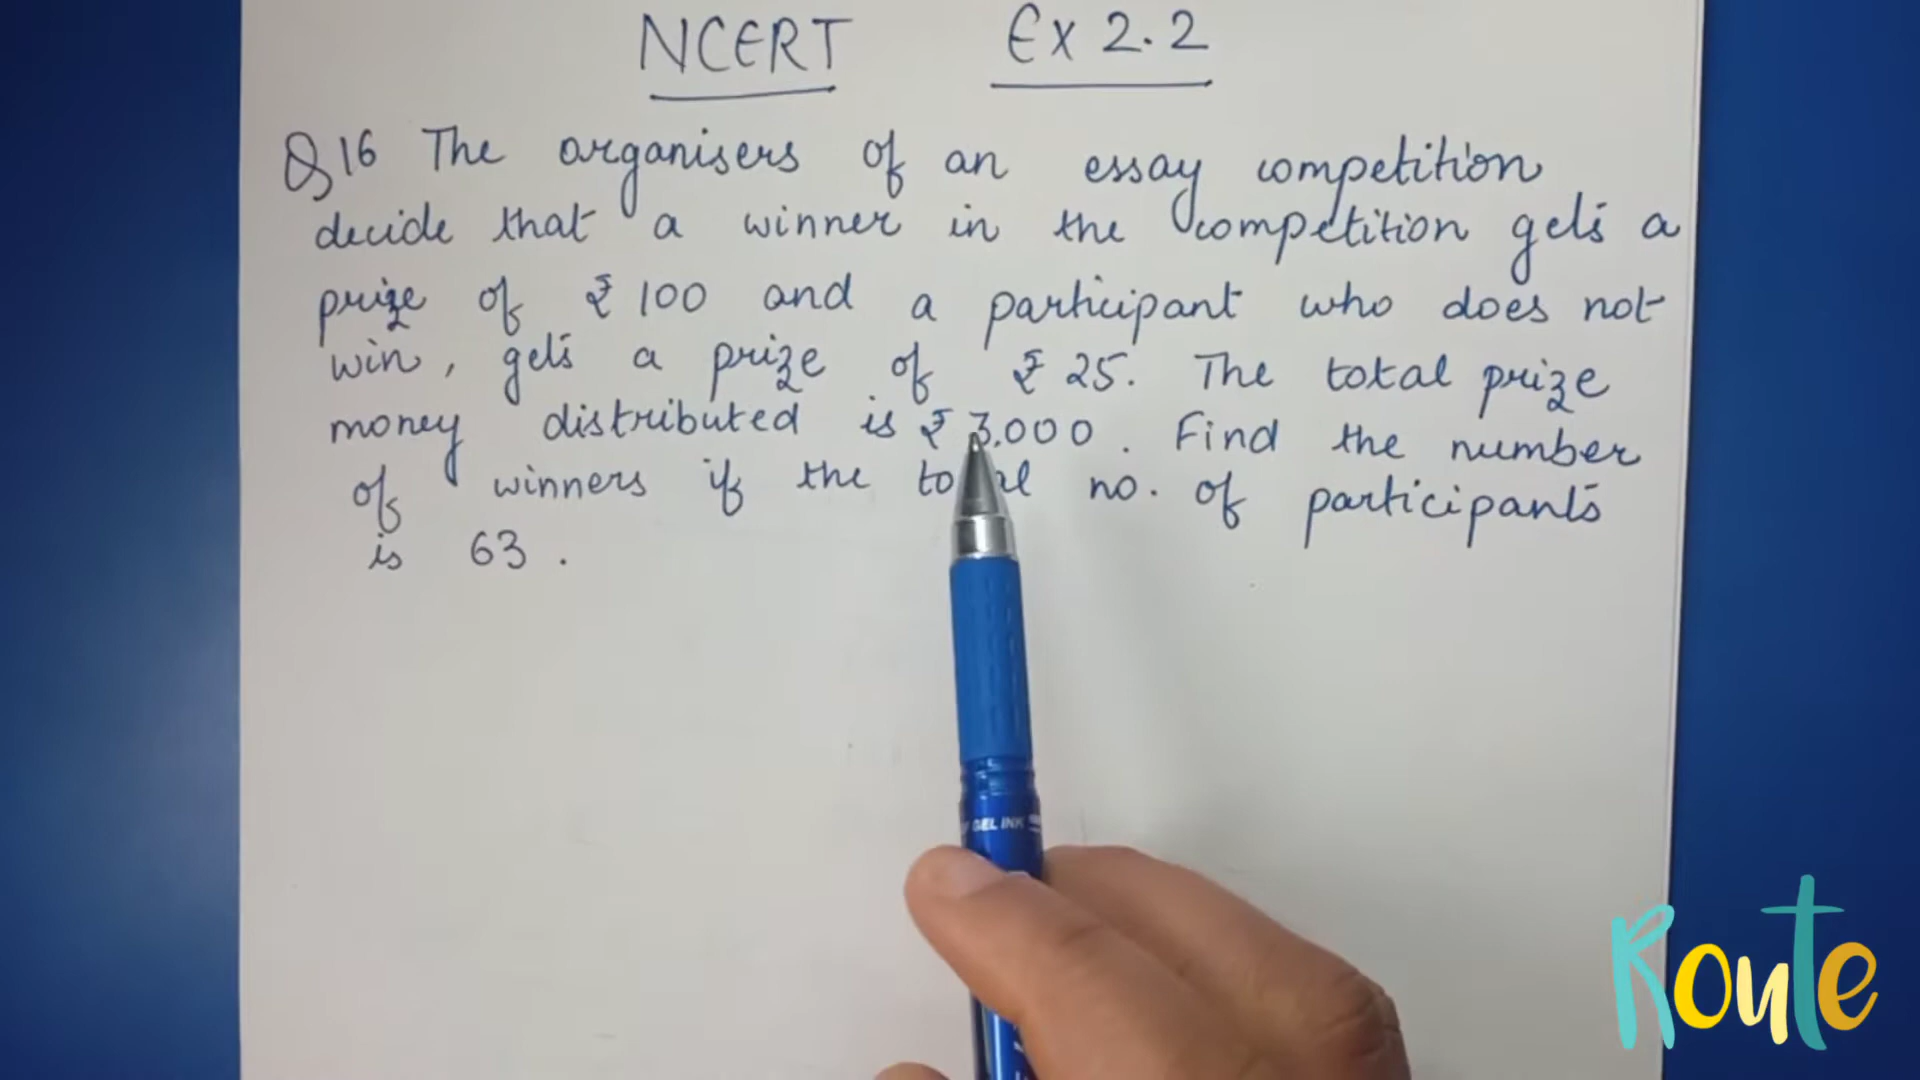 NCERT Ex 2.2
Q16 The organisers of an essay competition
decide that a winner in the competition gets a
prize of ₹ 100 and a participant who does not
win, gets a prize of ₹ 25. The total prize
money distributed is ₹ 3,000. Find the number
of winners if the total no. of participants
is 63.
GEL INK
Route